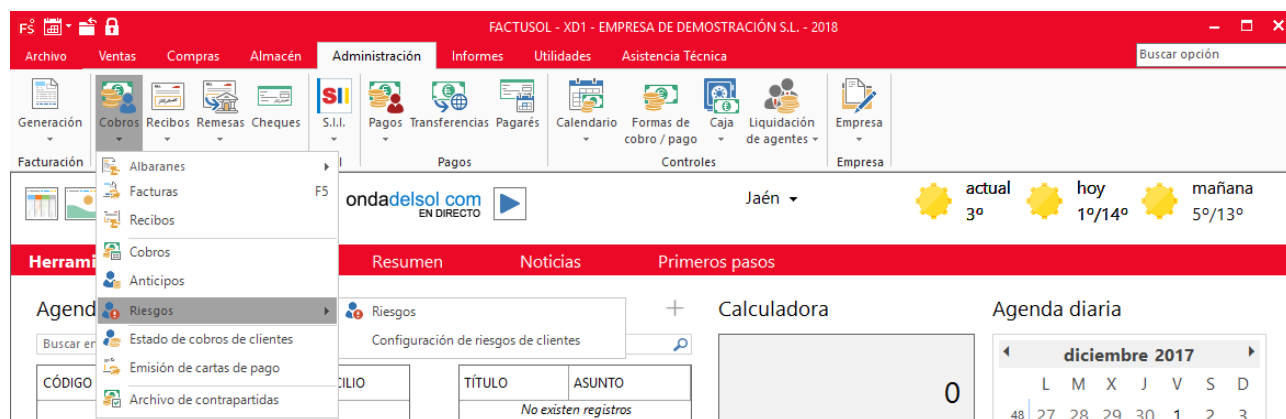 FS
FACTUSOL - XD1 - EMPRESA DE DEMOSTRACIÓN S.L. - 2018
Archivo Ventas Compras Almacén Administración Informes Utilidades Asistencia Técnica Buscar opción
Generación Cobros Recibos Remesas Cheques S.I.I. Pagos Transferencias Pagarés Calendario Formas de cobro / pago Caja Liquidación de agentes Empresa
Facturación Pagos Controles Empresa
Albaranes
Facturas F5
Recibos
Cobros
Anticipos
Riesgos
Estado de cobros de clientes
Emisión de cartas de pago
Archivo de contrapartidas
Riesgos
Configuración de riesgos de clientes
ondadelsol com
EN DIRECTO
Jaén
actual
3º
hoy
1º/14º
mañana
5º/13º
Herrami Resumen Noticias Primeros pasos
Agend
Buscar en
CÓDIGO CILIO
TÍTULO ASUNTO
No existen registros
Calculadora
0
Agenda diaria
diciembre 2017
L M X J V S D
48 27 28 29 30 1 2 3